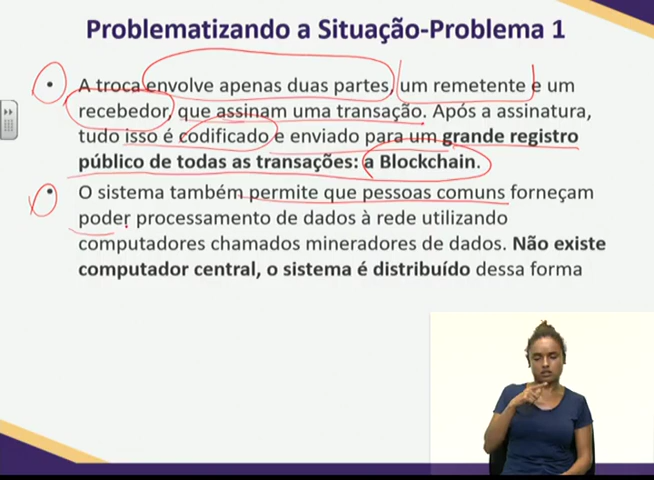 Problematizando a Situação-Problema 1
• A troca envolve apenas duas partes, um remetente e um
recebedor, que assinam uma transação. Após a assinatura,
tudo isso é codificado e enviado para um grande registro
público de todas as transações: a Blockchain.
• O sistema também permite que pessoas comuns forneçam
poder processamento de dados à rede utilizando
computadores chamados mineradores de dados. Não existe
computador central, o sistema é distribuído dessa forma